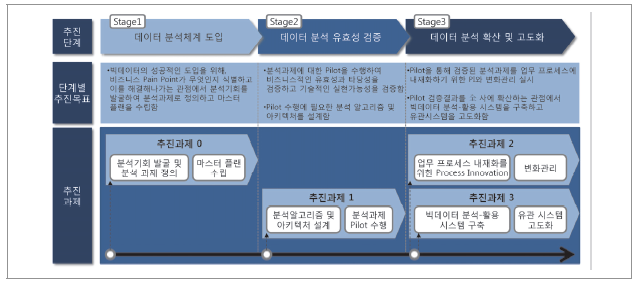 추진
단계
Stage1
데이터 분석체계 도입
Stage2
데이터 분석 유효성 검증
Stage3
데이터 분석 확산 및 고도화
단계별
추진목표
•빅데이터의 성공적인 도입을 위해,
비즈니스 Pain Point가 무엇인지 식별하고
이를 해결해나가는 관점에서 분석기회를
발굴하여 분석과제로 정의하고 마스터
플랜을 수립함
•분석과제에 대한 Pilot을 수행하여
비즈니스적인 유효성과 타당성을
검증하고 기술적인 실현가능성을 검증함
•Pilot 수행에 필요한 분석 알고리즘 및
아키텍처를 설계함
•Pilot을 통해 검증된 분석과제를 업무 프로세스에
내재화하기 위한 PI와 변화관리 실시
•Pilot 검증결과를 全 사에 확산하는 관점에서
빅데이터 분석-활용 시스템을 구축하고
유관시스템을 고도화함
추진
과제
추진과제 0
분석기회 발굴 및
분석 과제 정의
마스터 플랜
수립
추진과제 1
분석알고리즘 및
아키텍처 설계
분석과제
Pilot 수행
추진과제 2
업무 프로세스 내재화를
위한 Process Innovation
변화관리
추진과제 3
빅데이터 분석-활용
시스템 구축
유관 시스템
고도화